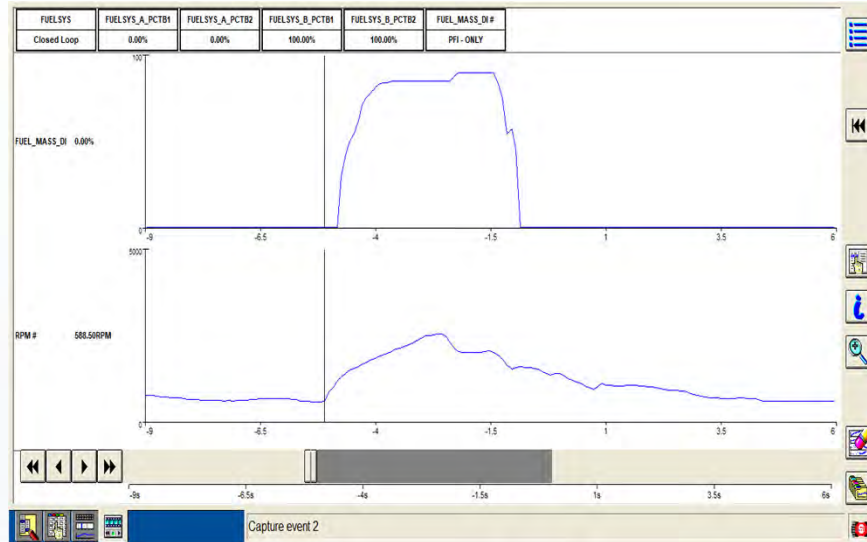 FUELSYS FUELSYS_A_PCTB1 FUELSYS_A_PCTB2 FUELSYS_B_PCTB1 FUELSYS_B_PCTB2 FUEL_MASS_DI #
Closed Loop 0.00% 0.00% 100.00% 100.00% PFI - ONLY
100
FUEL_MASS_DI 0.00%
0
-9 -6.5 -4 -1.5 1 3.5 6
5000
RPM # 588.50RPM
0
-9 -6.5 -4 -1.5 1 3.5 6
-9s -6.5s -4s -1.5s 1s 3.5s 6s
Capture event 2